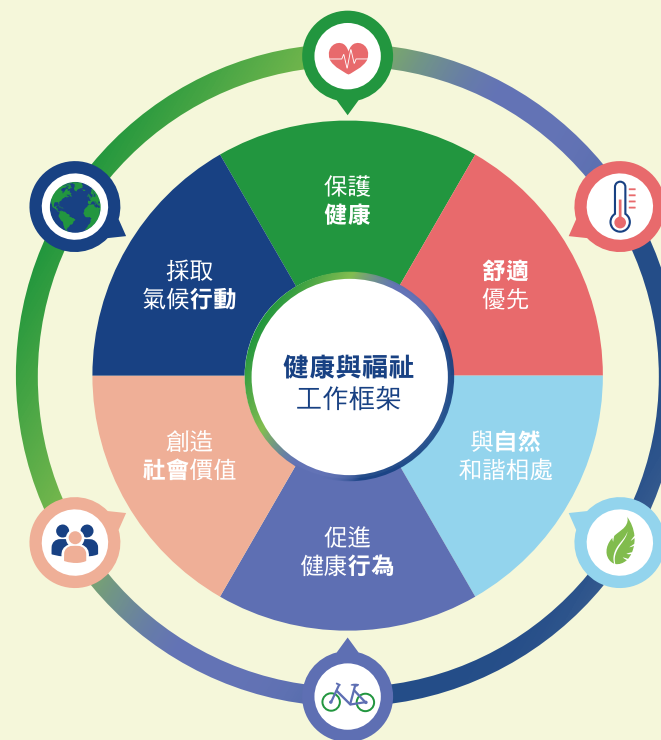 保護
健康
舒適
優先
與自然
和諧相處
促進
健康行為
創造
社會價值
採取
氣候行動
健康與福祉
工作框架